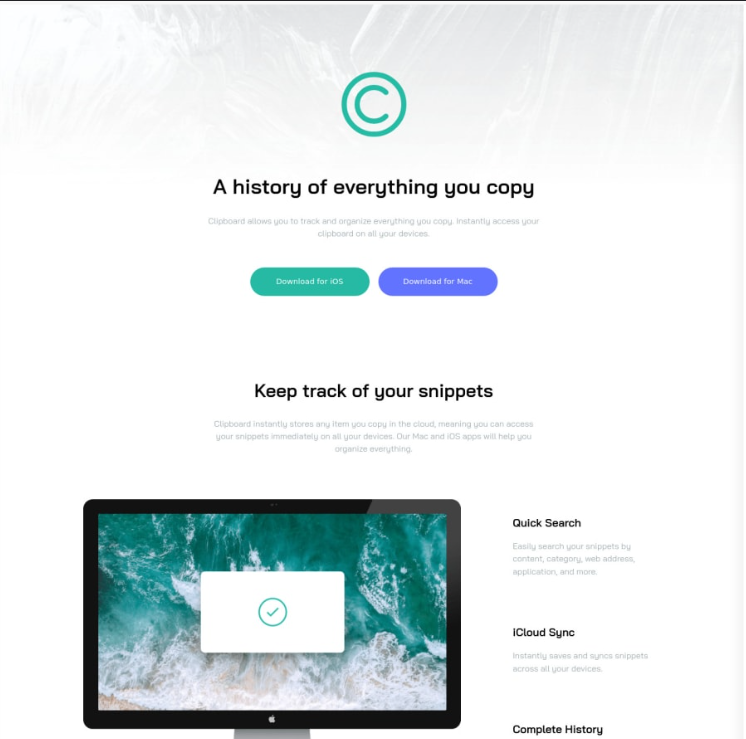 A history of everything you copy
Clipboard allows you to track and organize everything you copy. Instantly access your
clipboard on all your devices.
Download for iOS
Download for Mac
Keep track of your snippets
Clipboard instantly stores any item you copy in the cloud, meaning you can access
your snippets immediately on all your devices. Our Mac and iOS apps will help you
organize everything.
Quick Search
Easily search your snippets by
content, category, web address,
application, and more.
iCloud Sync
Instantly saves and syncs snippets
across all your devices.
Complete History